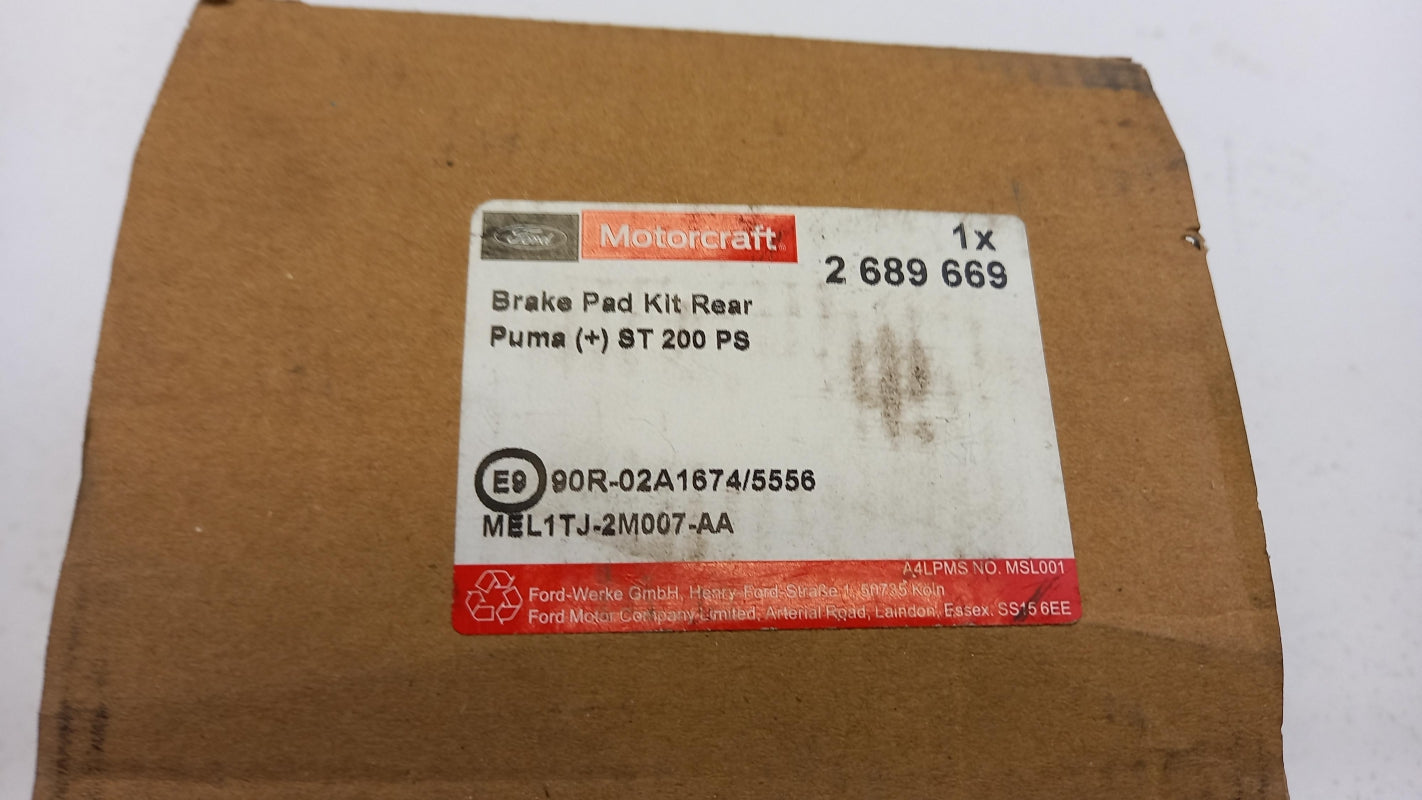 Ford Motorcraft
1x
2 689 669
Brake Pad Kit Rear
Puma (+) ST 200 PS
E9 90R-02A1674/5556
MEL1TJ-2M007-AA
A4LPMS NO. MSL001
Ford-Werke GmbH, Henry-Ford-Straße 1, 50735 Köln
Ford Motor Company Limited, Arterial Road, Laindon, Essex. SS15 6EE